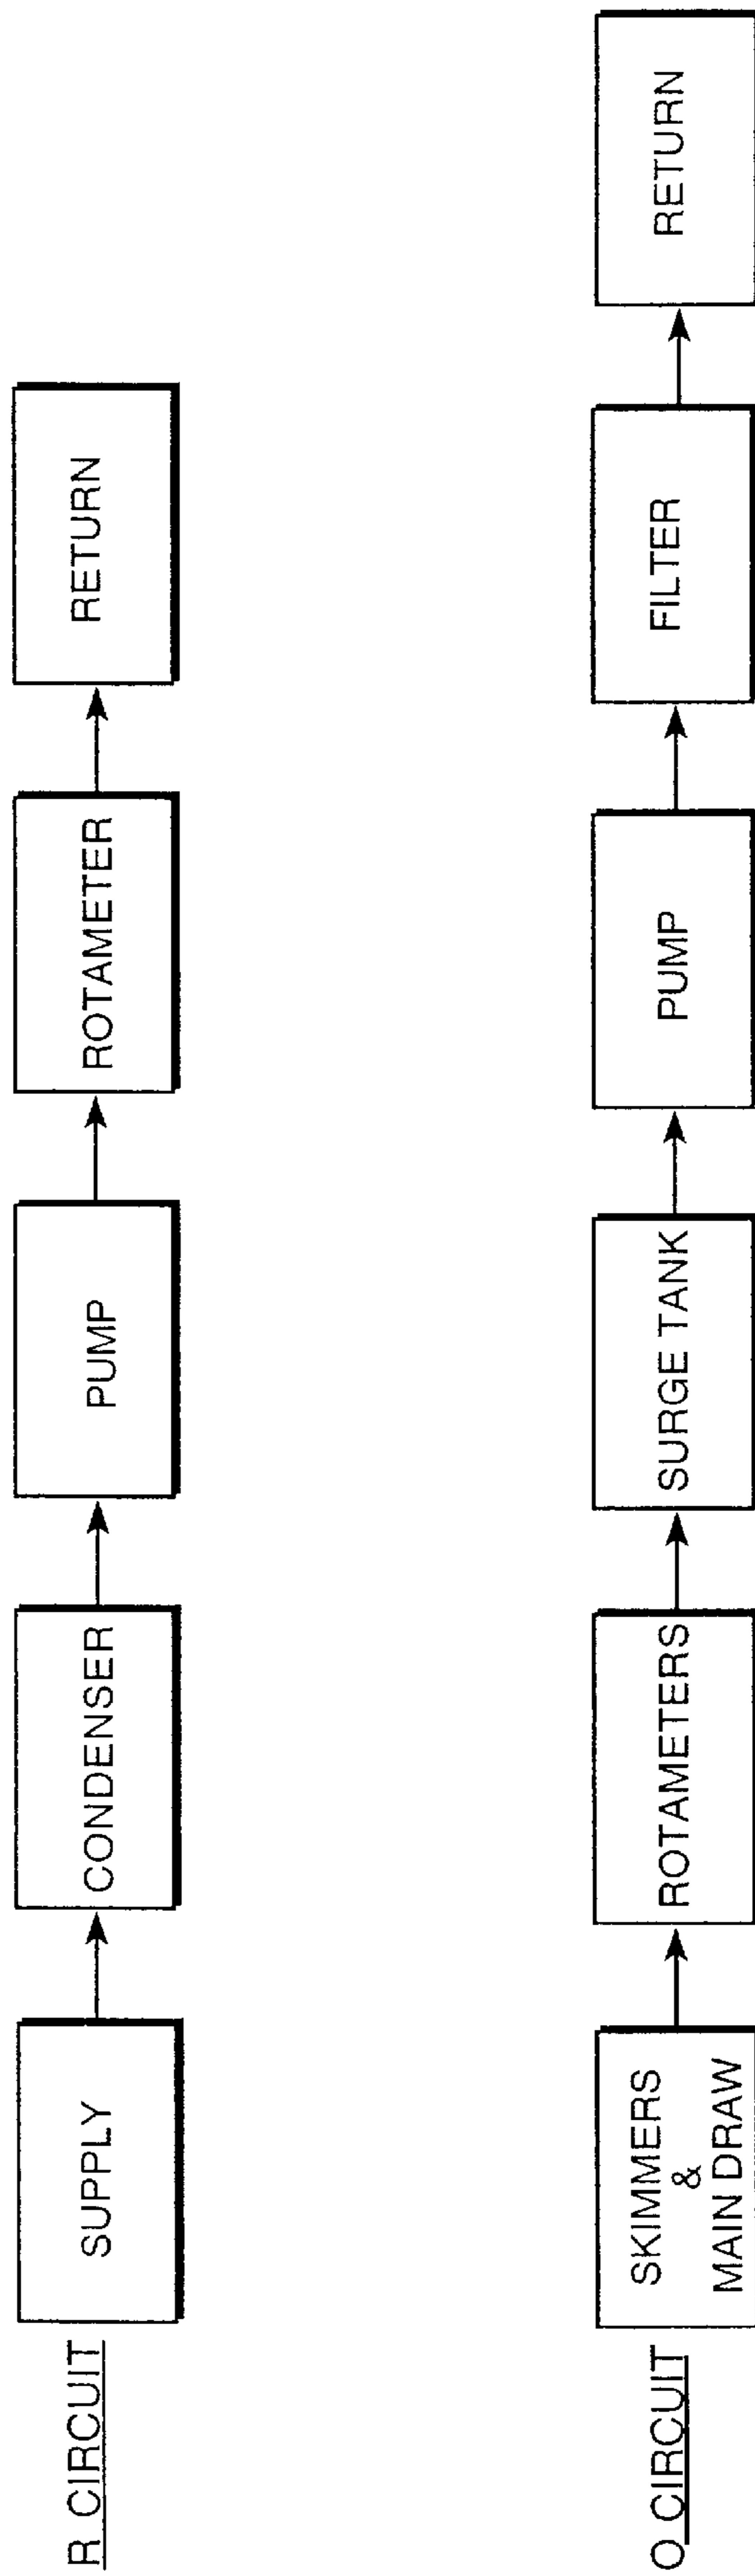 R CIRCUIT
SUPPLY
CONDENSER
PUMP
ROTAMETER
RETURN
O CIRCUIT
SKIMMERS
&
MAIN DRAW
ROTAMETERS
SURGE TANK
PUMP
FILTER
RETURN